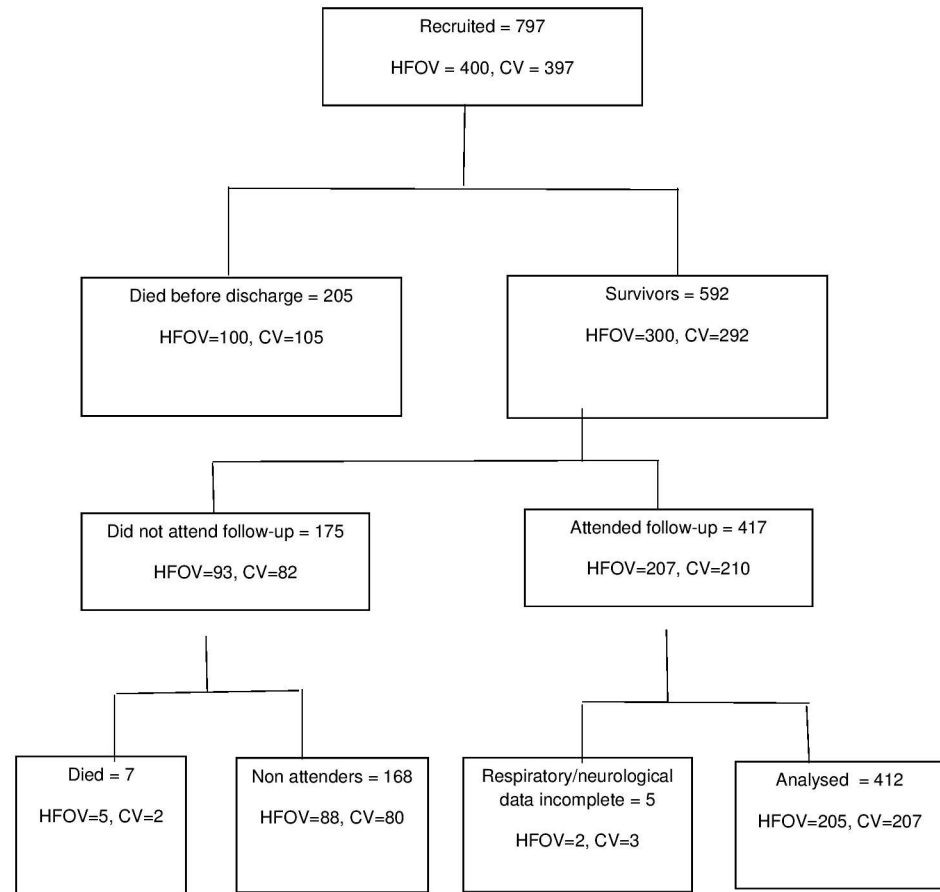 Recruited = 797
HFOV = 400, CV = 397
Died before discharge = 205
HFOV=100, CV=105
Survivors = 592
HFOV=300, CV=292
Did not attend follow-up = 175
HFOV=93, CV=82
Attended follow-up = 417
HFOV=207, CV=210
Died = 7
HFOV=5, CV=2
Non attenders = 168
HFOV=88, CV=80
Respiratory/neurological
data incomplete = 5
HFOV=2, CV=3
Analysed = 412
HFOV=205, CV=207